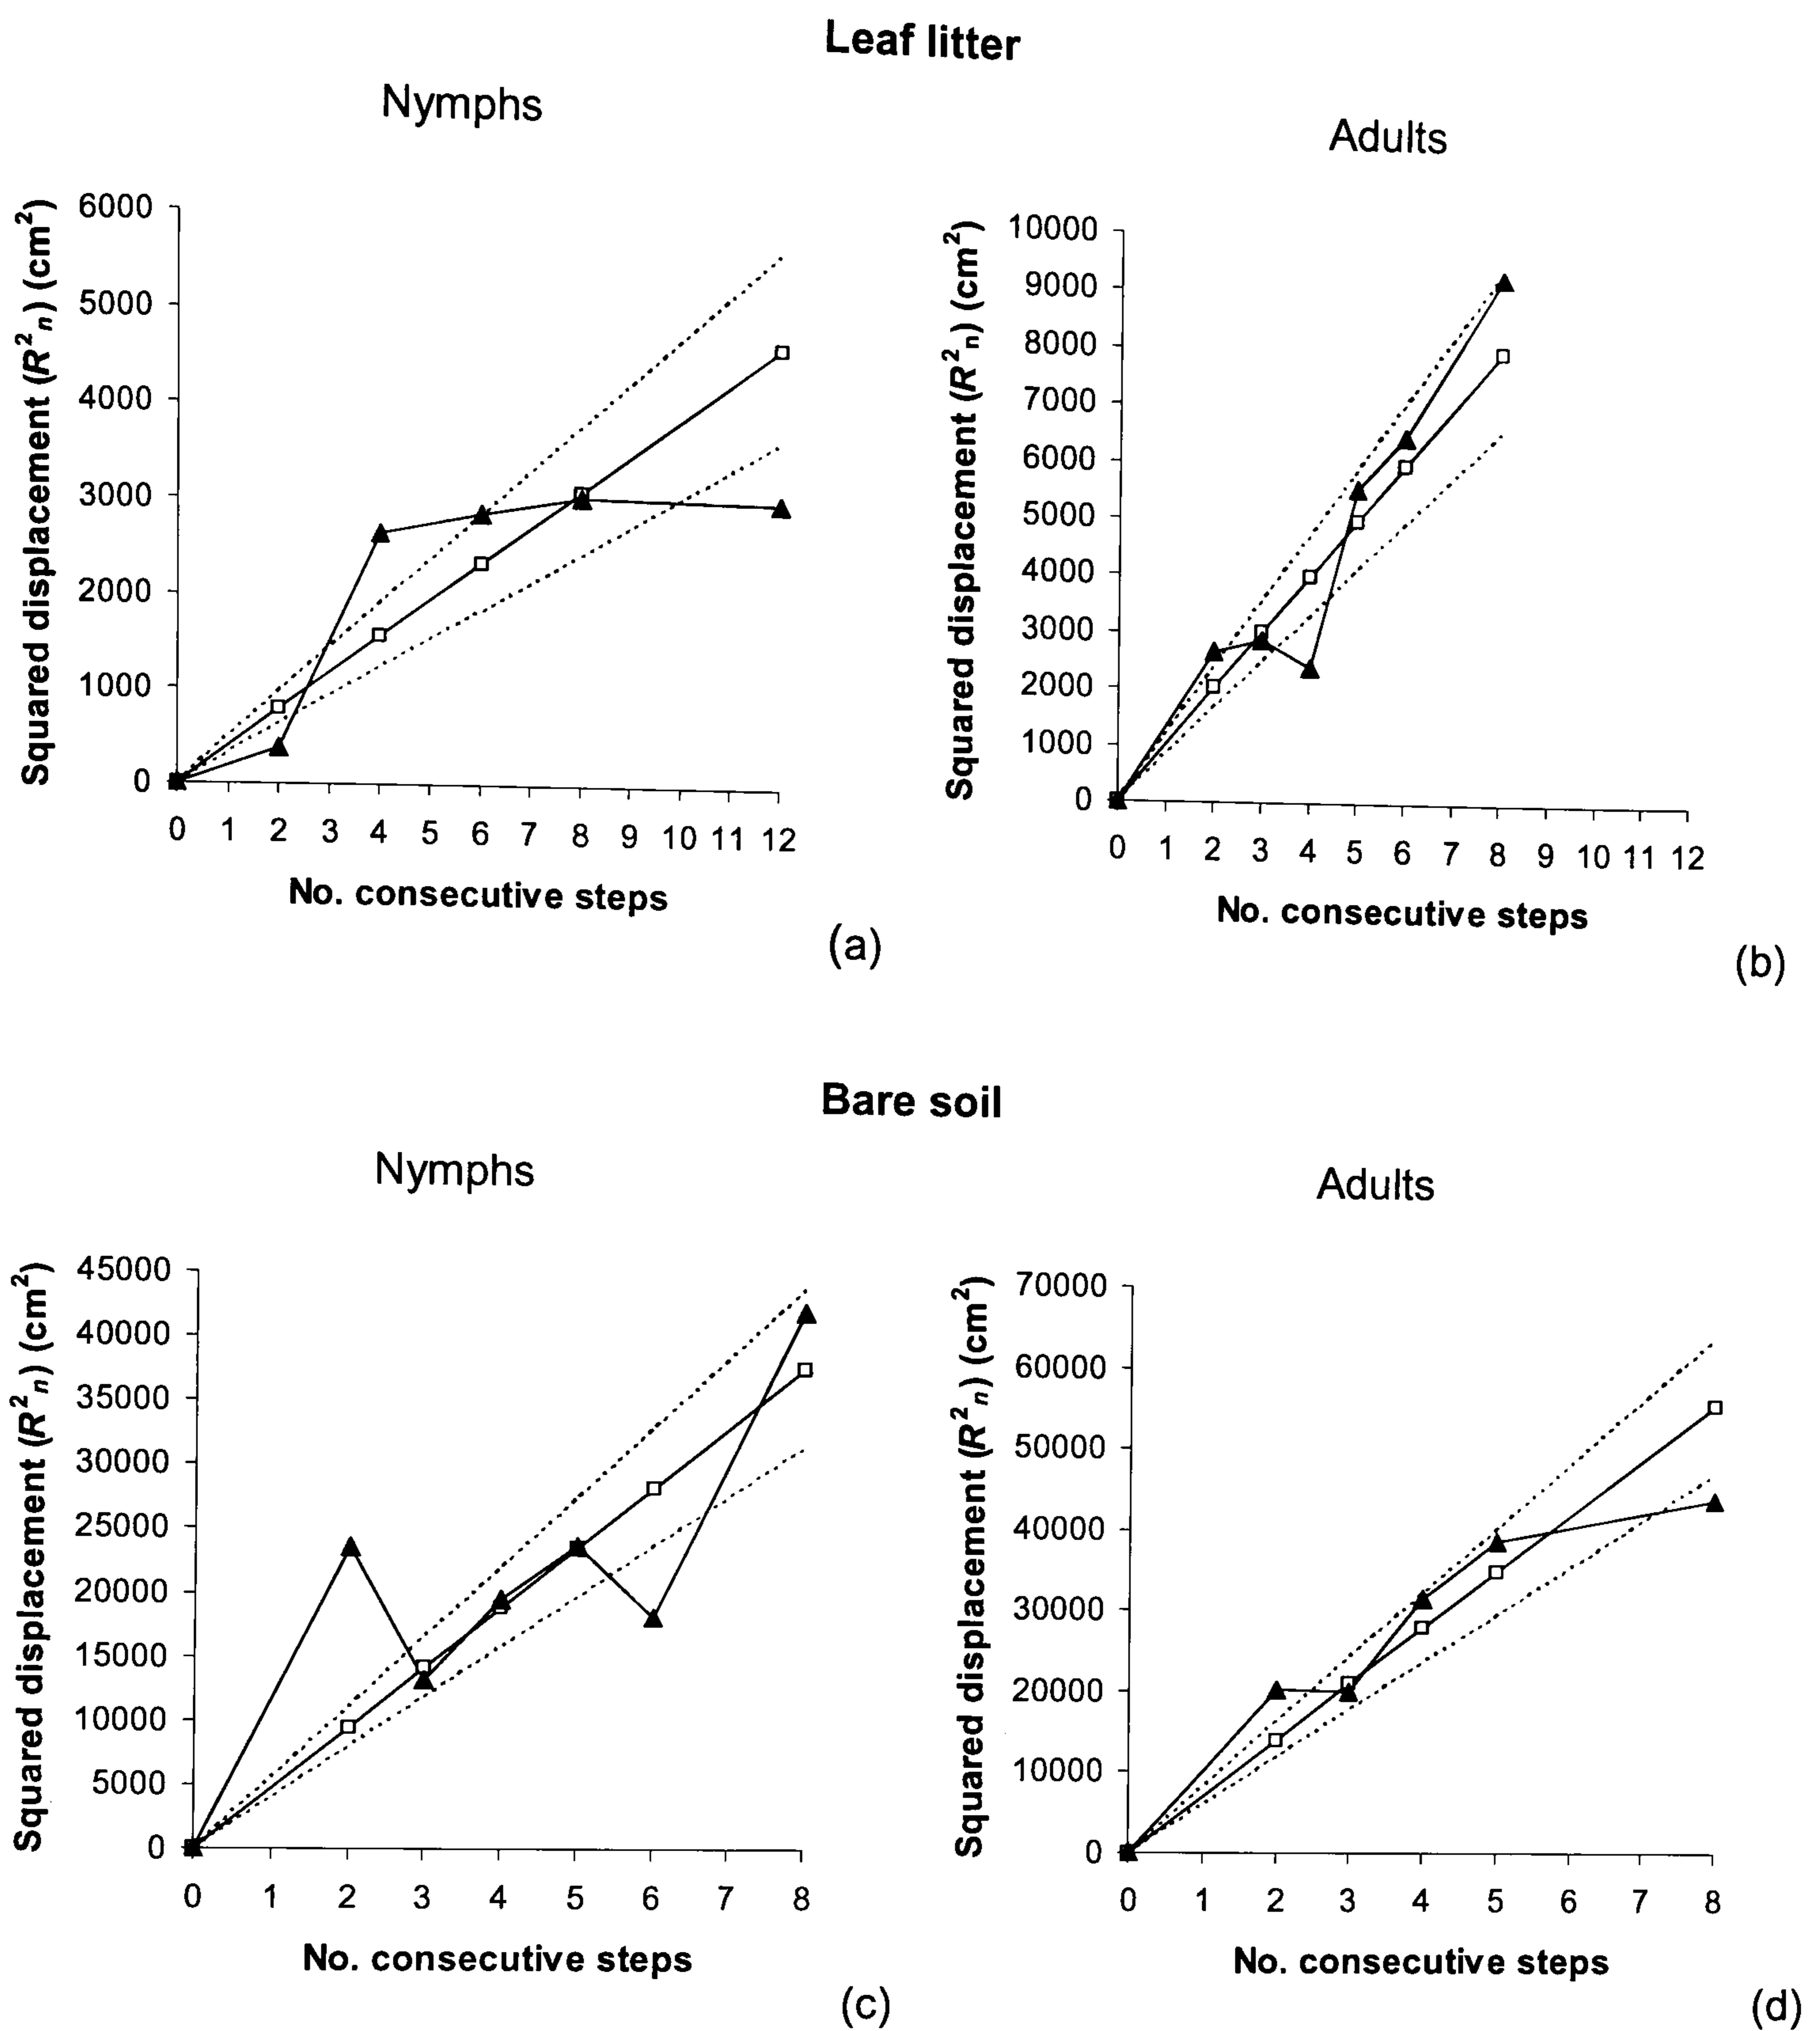 Leaf litter
Nymphs
Squared displacement (R²n) (cm²)
6000
5000
4000
3000
2000
1000
0
0 1 2 3 4 5 6 7 8 9 10 11 12
No. consecutive steps
(a)
Adults
Squared displacement (R²n) (cm²)
10000
9000
8000
7000
6000
5000
4000
3000
2000
1000
0
0 1 2 3 4 5 6 7 8 9 10 11 12
No. consecutive steps
(b)
Bare soil
Nymphs
Squared displacement (R²n) (cm²)
45000
40000
35000
30000
25000
20000
15000
10000
5000
0
0 1 2 3 4 5 6 7 8
No. consecutive steps
(c)
Adults
Squared displacement (R²n) (cm²)
70000
60000
50000
40000
30000
20000
10000
0
0 1 2 3 4 5 6 7 8
No. consecutive steps
(d)